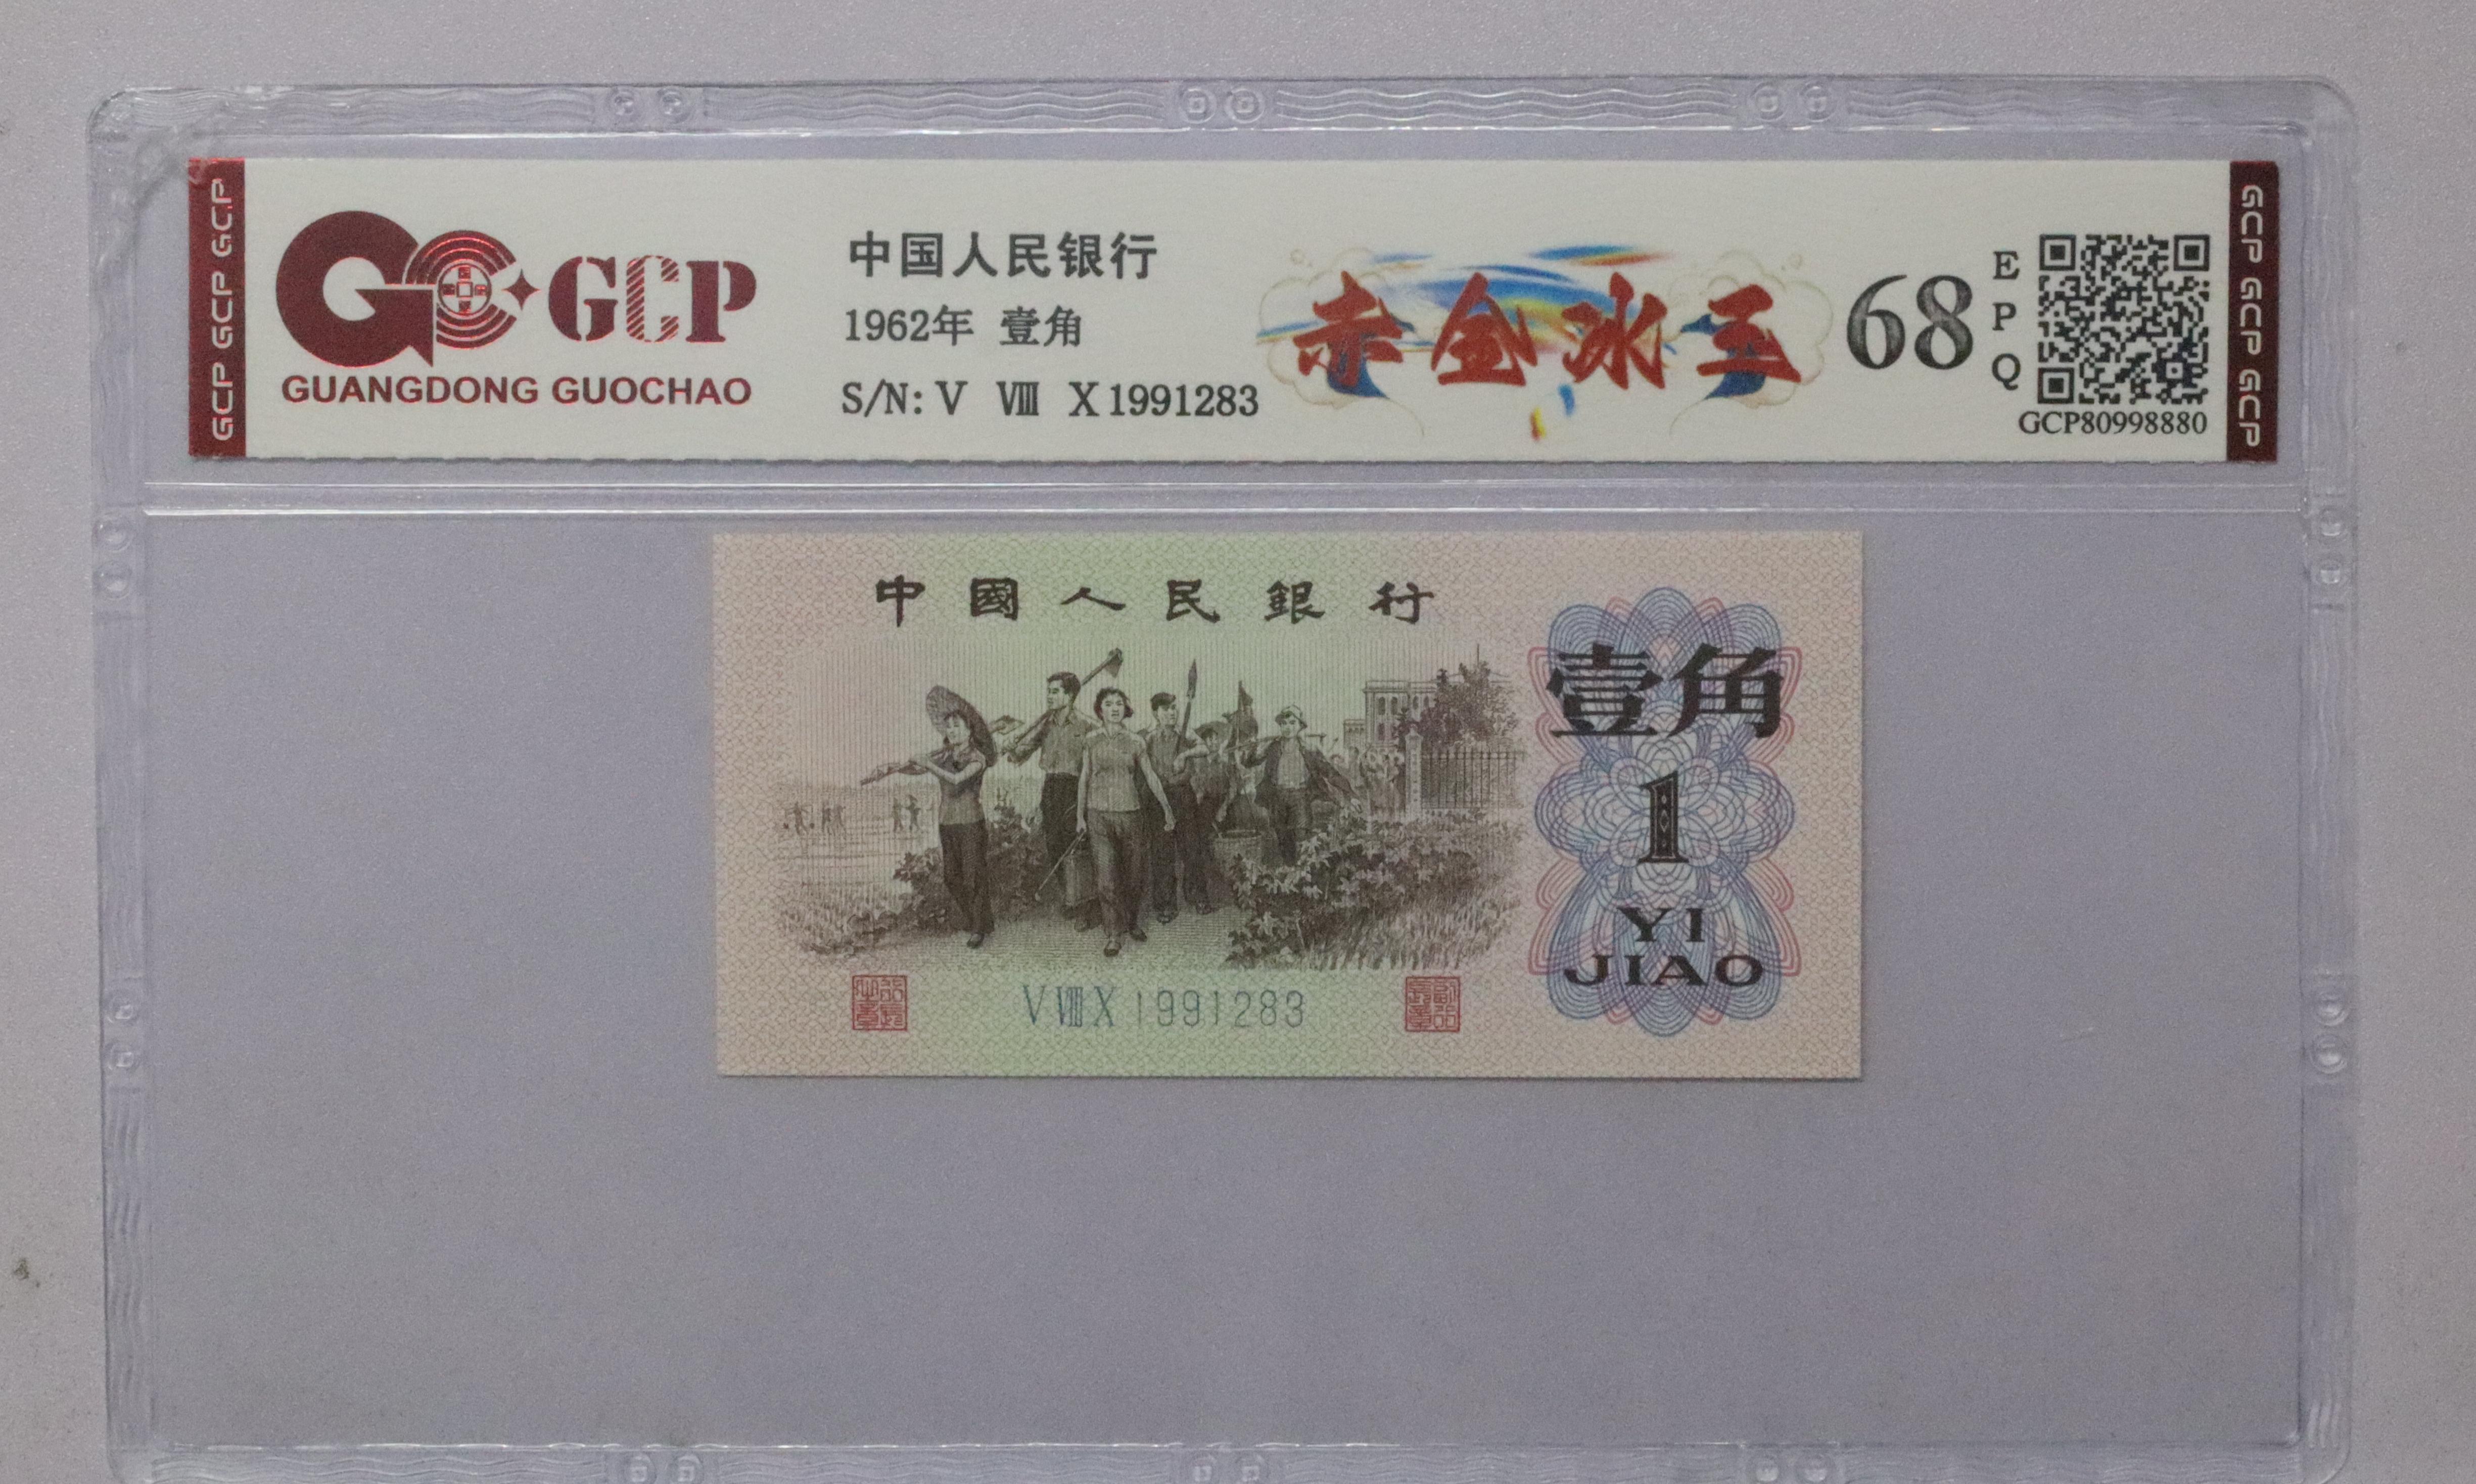 GCP GCP GCP
GCP
GUANGDONG GUOCHAO
中国人民银行
1962年 壹角
S/N: V Ⅷ X 1991283
赤金冰王
68
EPQ
GCP80998880
GCP GCP GCP
中國人民銀行
壹角
1
YI
JIAO
V Ⅷ X 1991283